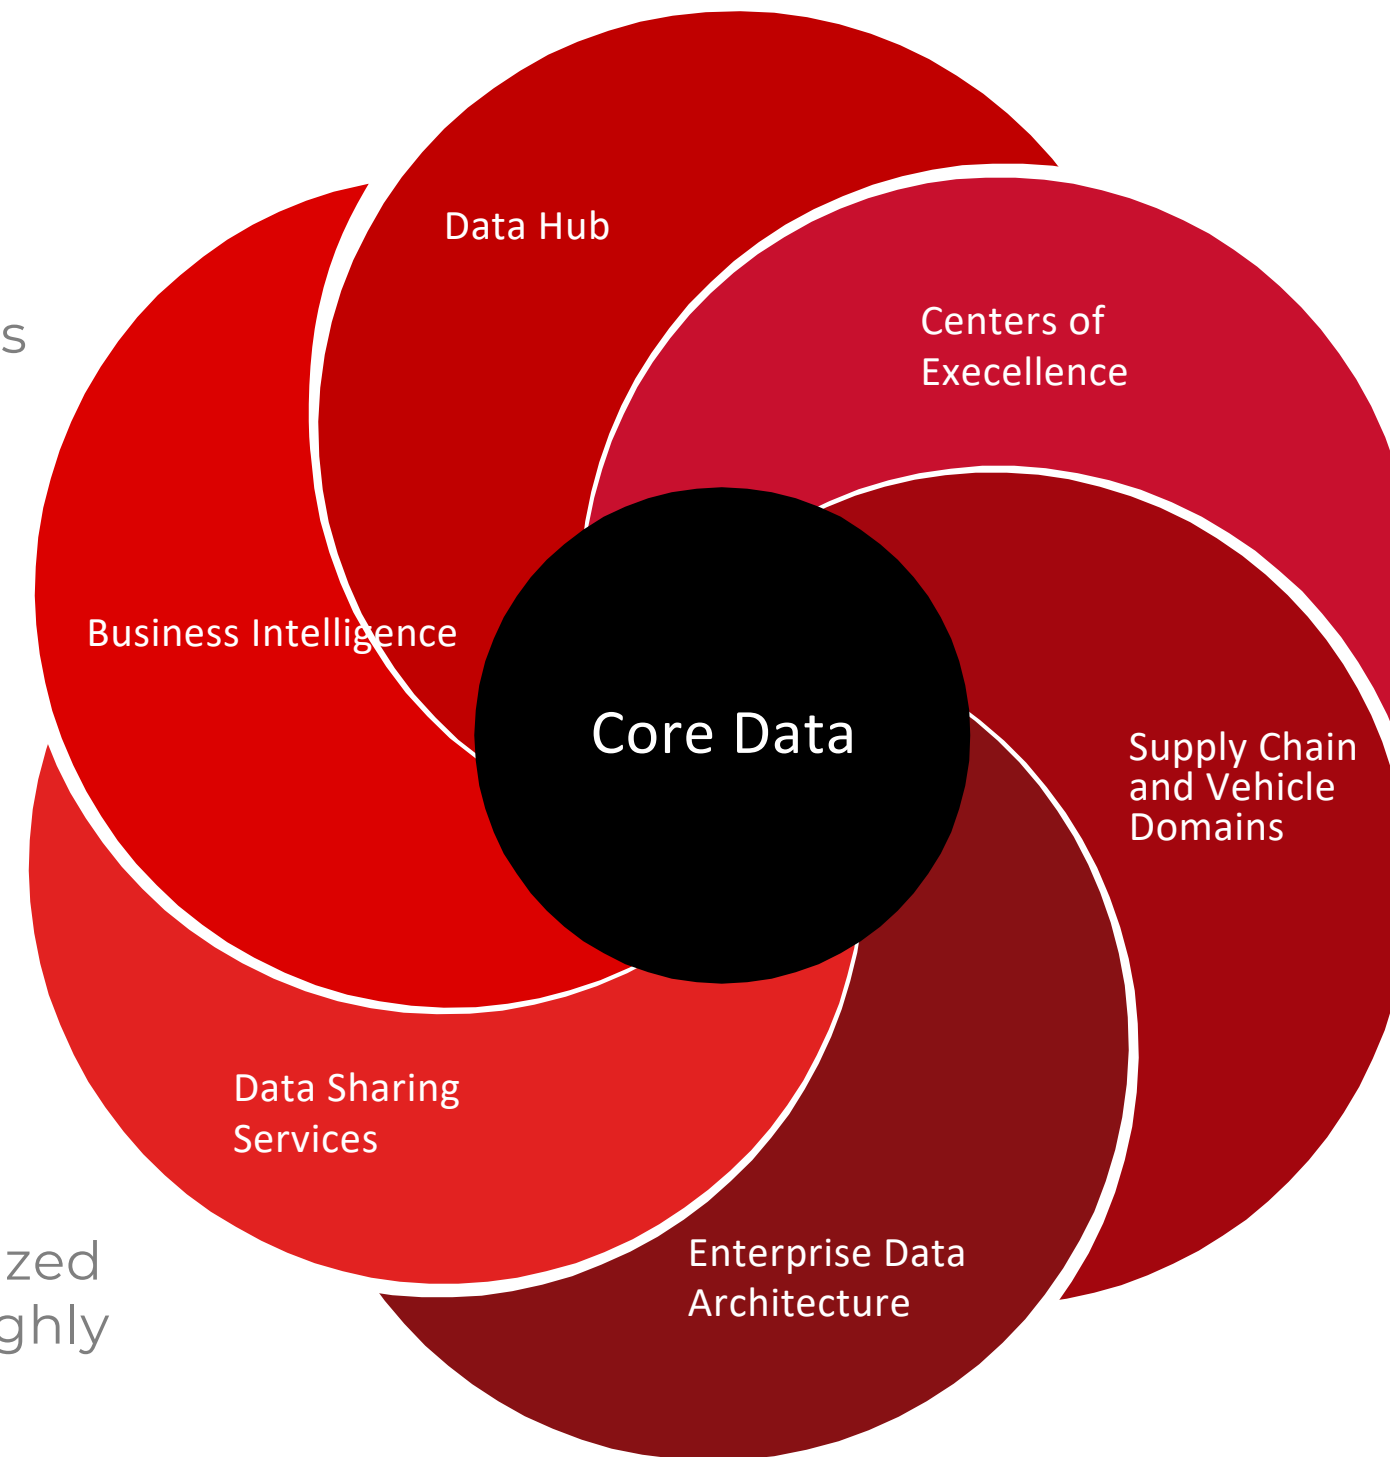 Data Hub
Centers of
Execellence
s
Business Intelligence
Core Data
Supply Chain
and Vehicle
Domains
Data Sharing
Services
Enterprise Data
Architecture
zed
ghly